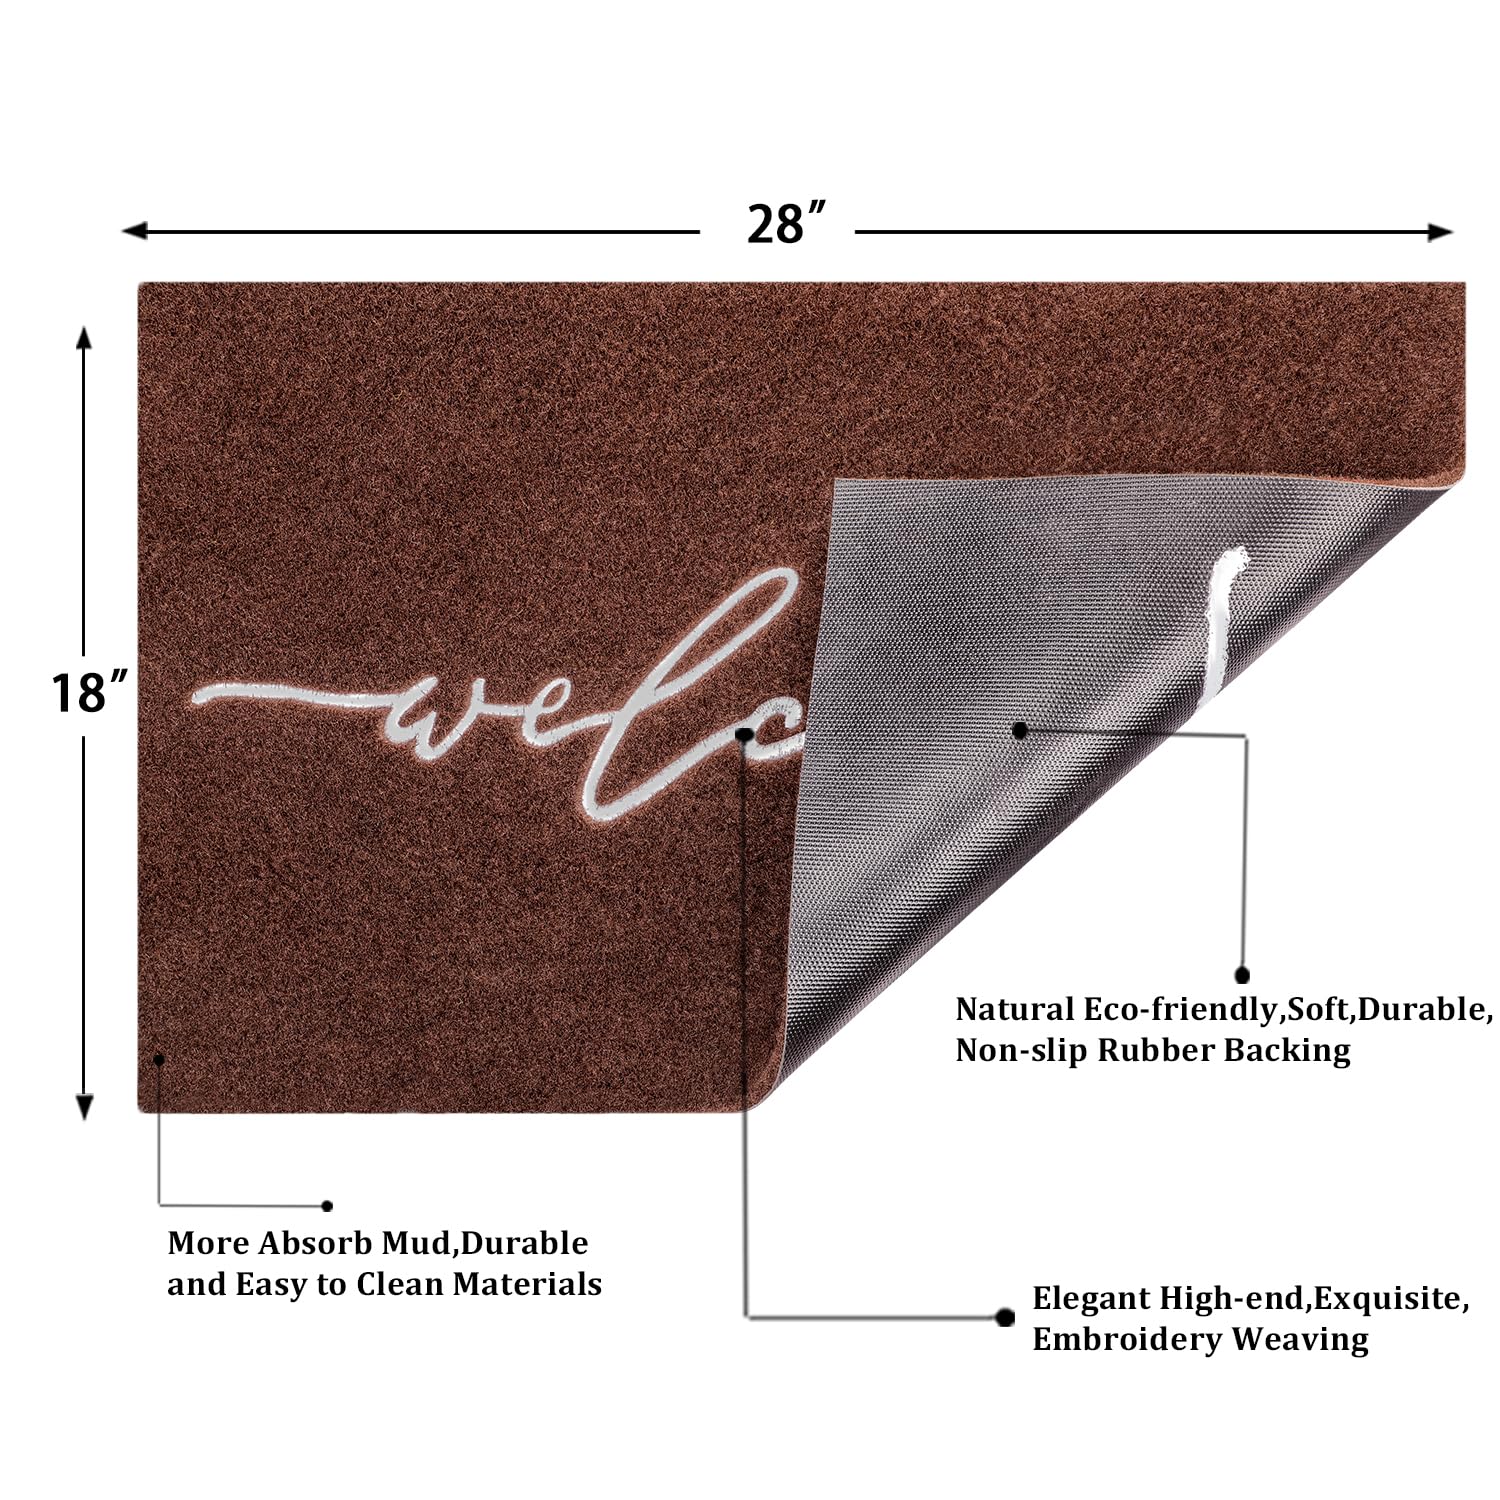 28"
18"
welc
Natural Eco-friendly,Soft,Durable,
Non-slip Rubber Backing
More Absorb Mud,Durable
and Easy to Clean Materials
Elegant High-end,Exquisite,
Embroidery Weaving